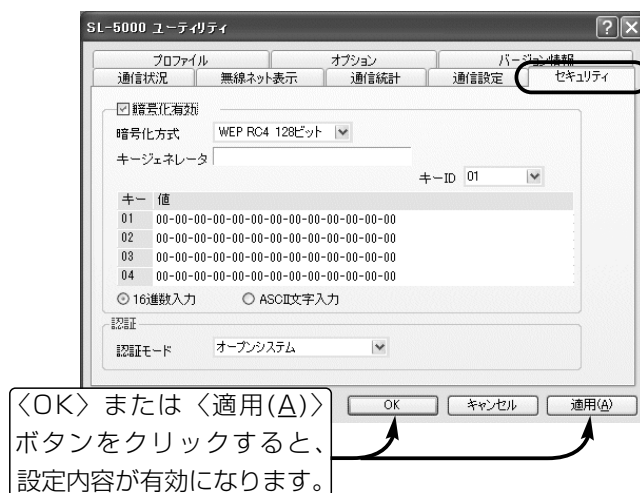 SL-5000 ユーティリティ
プロファイル オプション バージョン情報
通信状況 無線ネット表示 通信統計 通信設定 セキュリティ
暗号化有効
暗号化方式 WEP RC4 128ビット
キージェネレータ
キーID 01
キー 値
01 00-00-00-00-00-00-00-00-00-00-00-00-00
02 00-00-00-00-00-00-00-00-00-00-00-00-00
03 00-00-00-00-00-00-00-00-00-00-00-00-00
04 00-00-00-00-00-00-00-00-00-00-00-00-00
16進数入力 ASCII文字入力
認証
認証モード オープンシステム
OK キャンセル 適用(A)
〈OK〉または〈適用(A)〉
ボタンをクリックすると、
設定内容が有効になります。